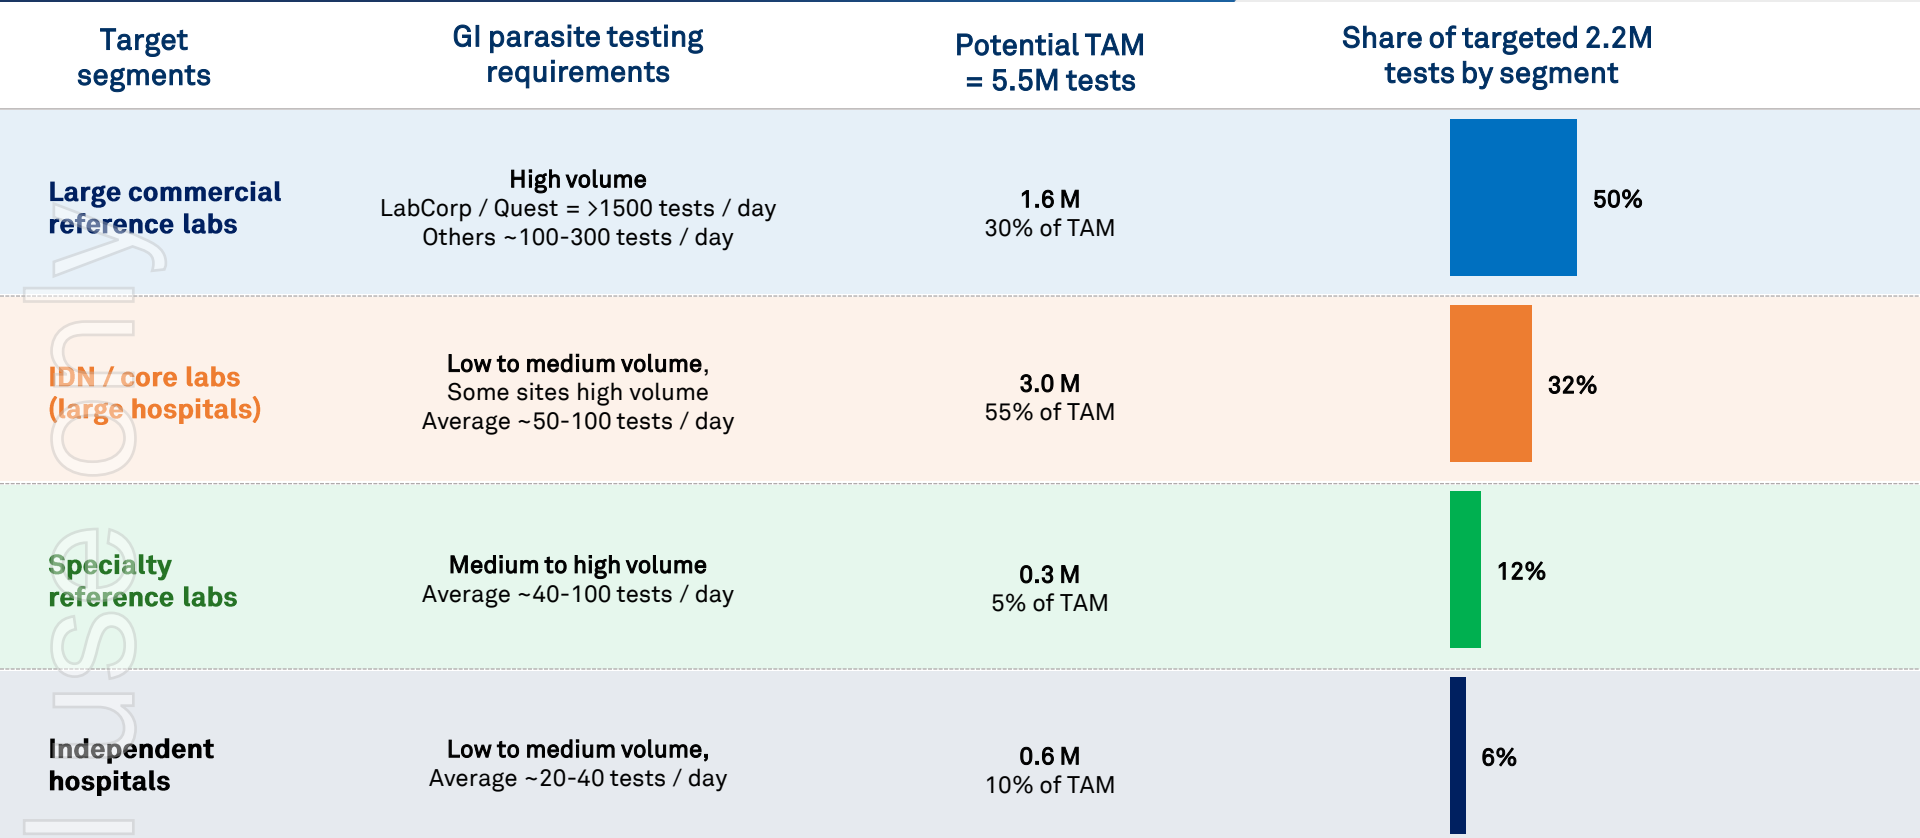 Target
segments
GI parasite testing
requirements
Potential TAM
= 5.5M tests
Share of targeted 2.2M
tests by segment
Large commercial
reference labs
High volume
LabCorp / Quest = >1500 tests / day
Others ~100-300 tests / day
1.6 M
30% of TAM
50%
IDN / core labs
(large hospitals)
Low to medium volume,
Some sites high volume
Average ~50-100 tests / day
3.0 M
55% of TAM
32%
Specialty
reference labs
Medium to high volume
Average ~40-100 tests / day
0.3 M
5% of TAM
12%
Independent
hospitals
Low to medium volume,
Average ~20-40 tests / day
0.6 M
10% of TAM
6%
l use only